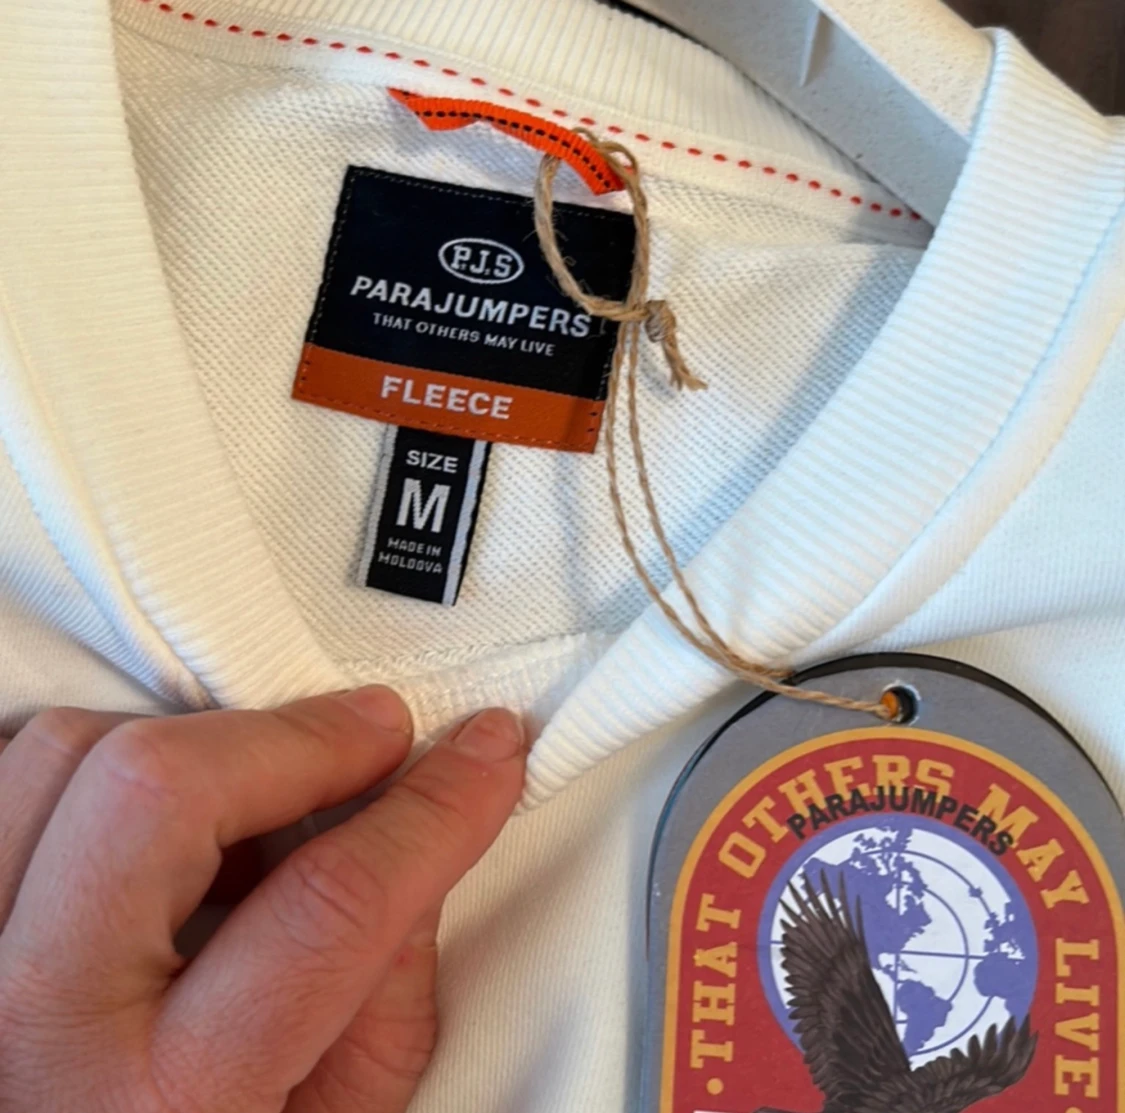 P.J.S
PARAJUMPERS
THAT OTHERS MAY LIVE
FLEECE
SIZE
M
MADE IN
MOLDOVA
· THAT OTHERS MAY LIVE ·
PARAJUMPERS